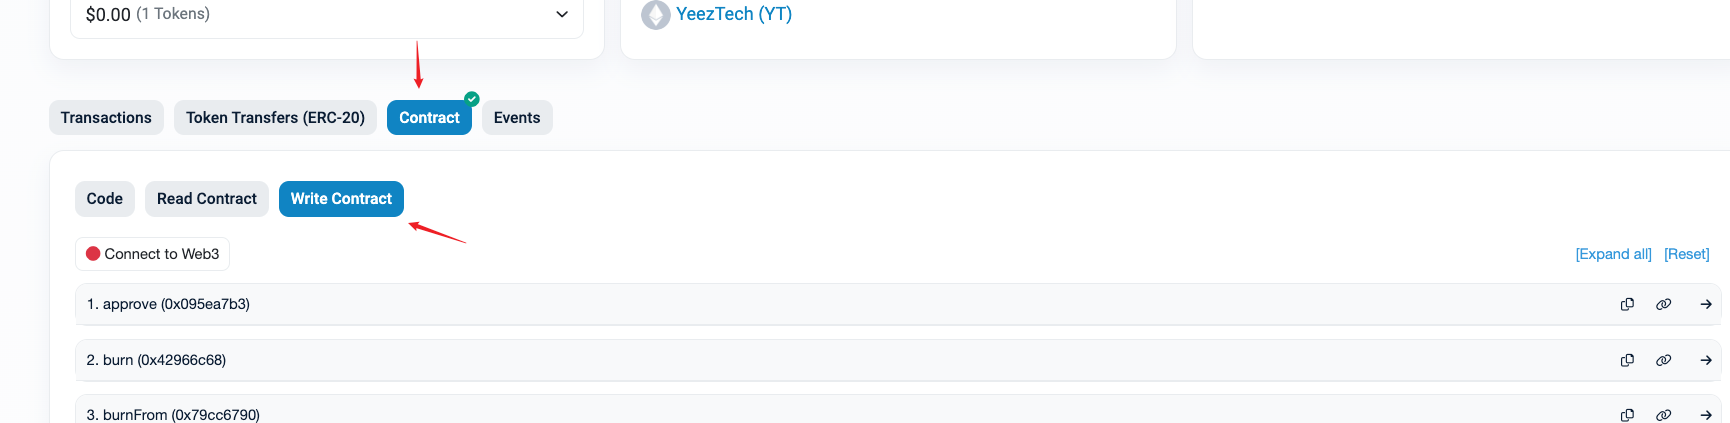 $0.00 (1 Tokens)
YeezTech (YT)
Transactions
Token Transfers (ERC-20)
Contract
Events
Code
Read Contract
Write Contract
Connect to Web3
[Expand all] [Reset]
1. approve (0x095ea7b3)
2. burn (0x42966c68)
3. burnFrom (0x79cc6790)